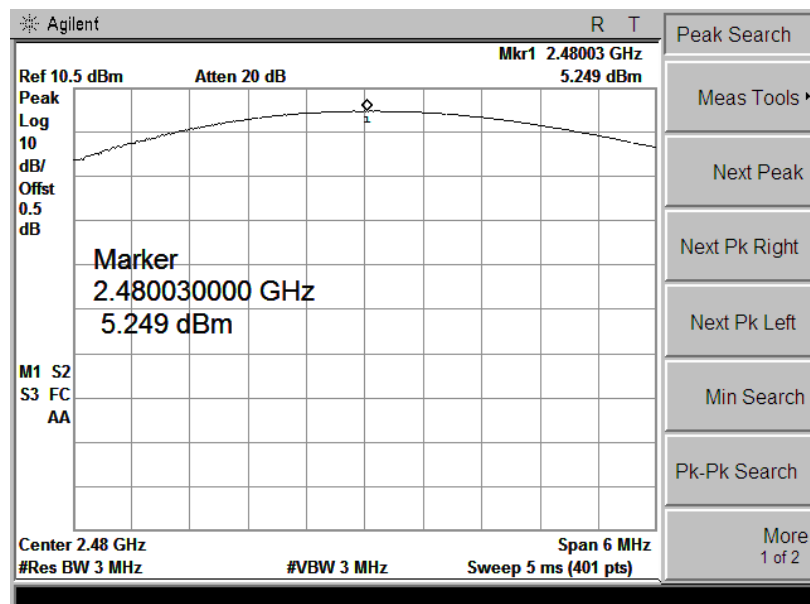 Agilent R T
Mkr1 2.48003 GHz
Ref 10.5 dBm Atten 20 dB 5.249 dBm
Peak
Log
10
dB/
Offst
0.5
dB
1
Marker
2.480030000 GHz
5.249 dBm
M1 S2
S3 FC
AA
Center 2.48 GHz Span 6 MHz
#Res BW 3 MHz #VBW 3 MHz Sweep 5 ms (401 pts)
Peak Search
Meas Tools
Next Peak
Next Pk Right
Next Pk Left
Min Search
Pk-Pk Search
More
1 of 2